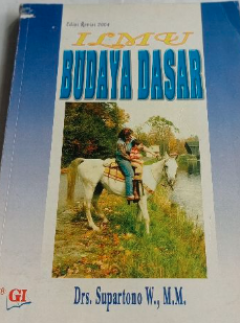 Edisi Revisi 2004
ILMU
BUDAYA DASAR
GI
Drs. Supartono W., M.M.